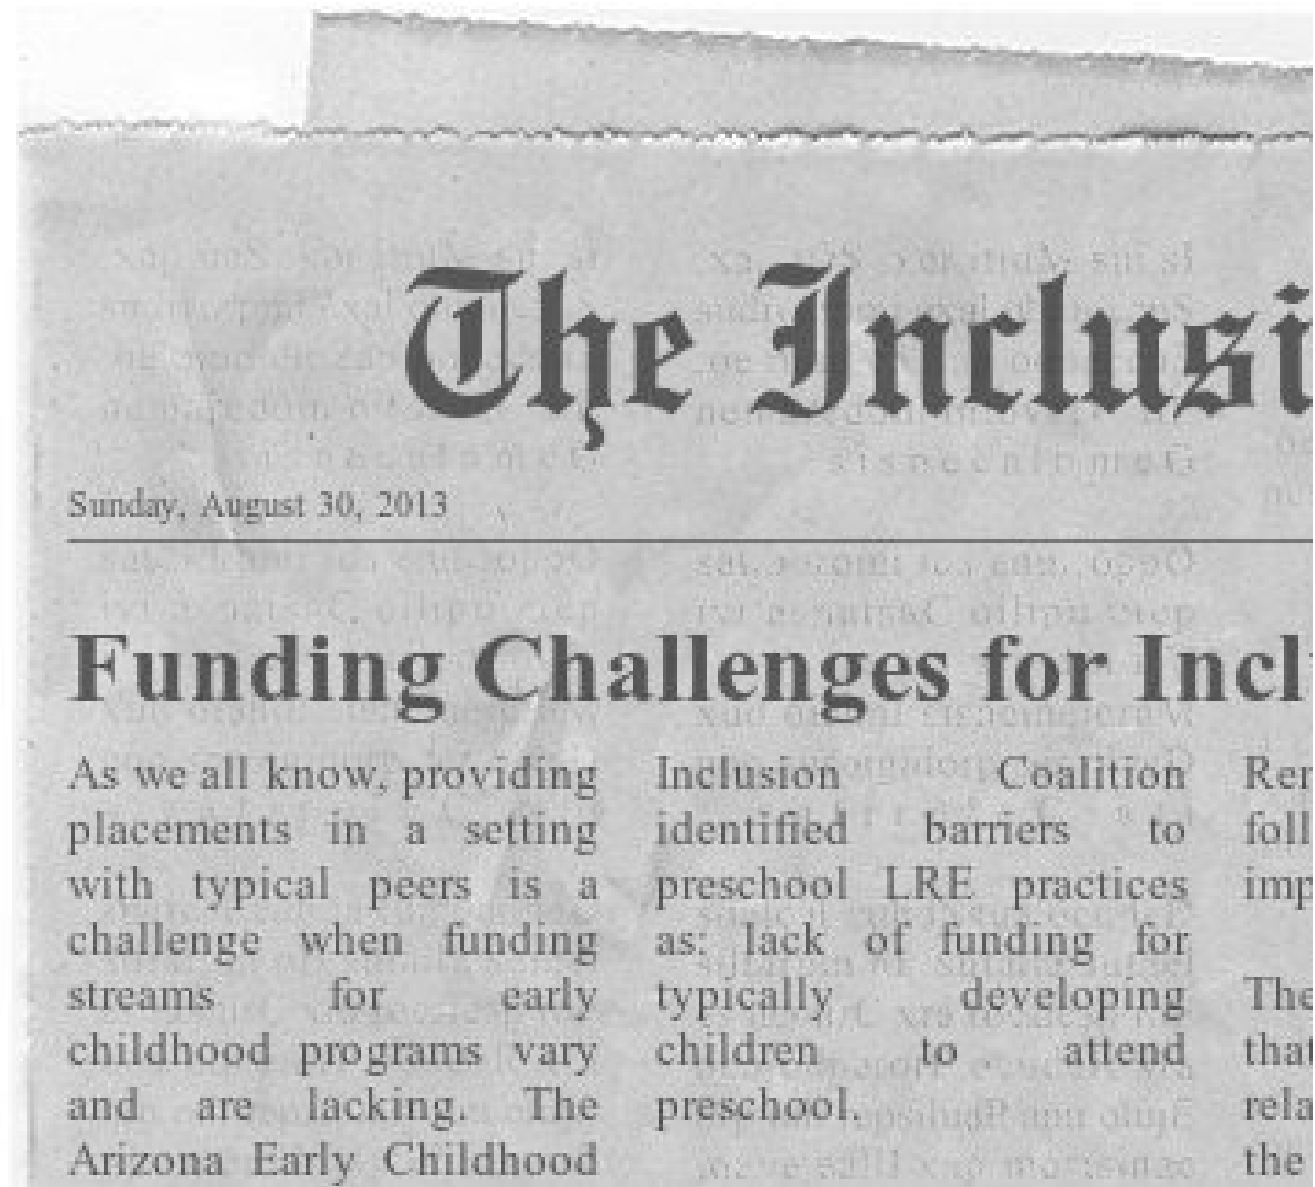 The Inclusi
Sunday, August 30, 2013
Funding Challenges for Incl
As we all know, providing
placements in a setting
with typical peers is a
challenge when funding
streams for early
childhood programs vary
and are lacking. The
Arizona Early Childhood
Inclusion Coalition
identified barriers to
preschool LRE practices
as: lack of funding for
typically developing
children to attend
preschool.
Ren
foll
imp
The
that
rela
the